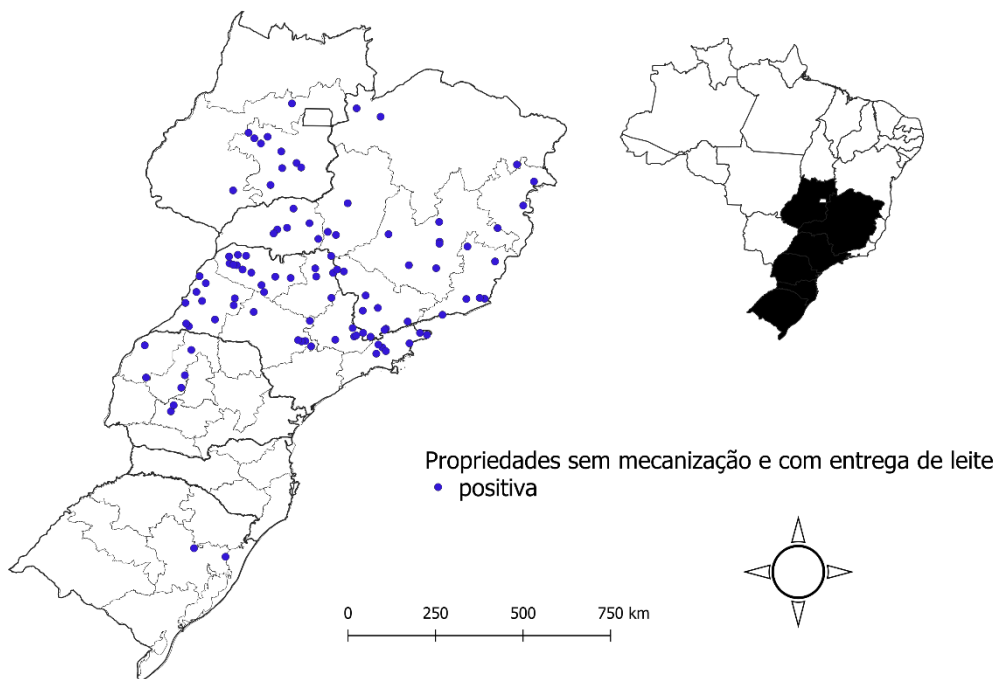 Propriedades sem mecanização e com entrega de leite
positiva
0 250 500 750 km